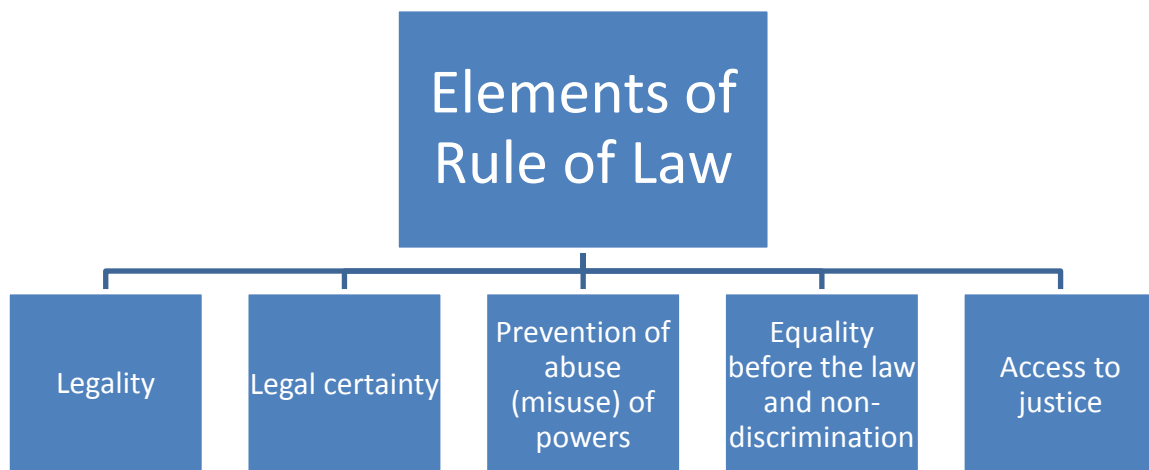 Elements of
Rule of Law
Legality
Legal certainty
Prevention of
abuse
(misuse) of
powers
Equality
before the law
and non-
discrimination
Access to
justice